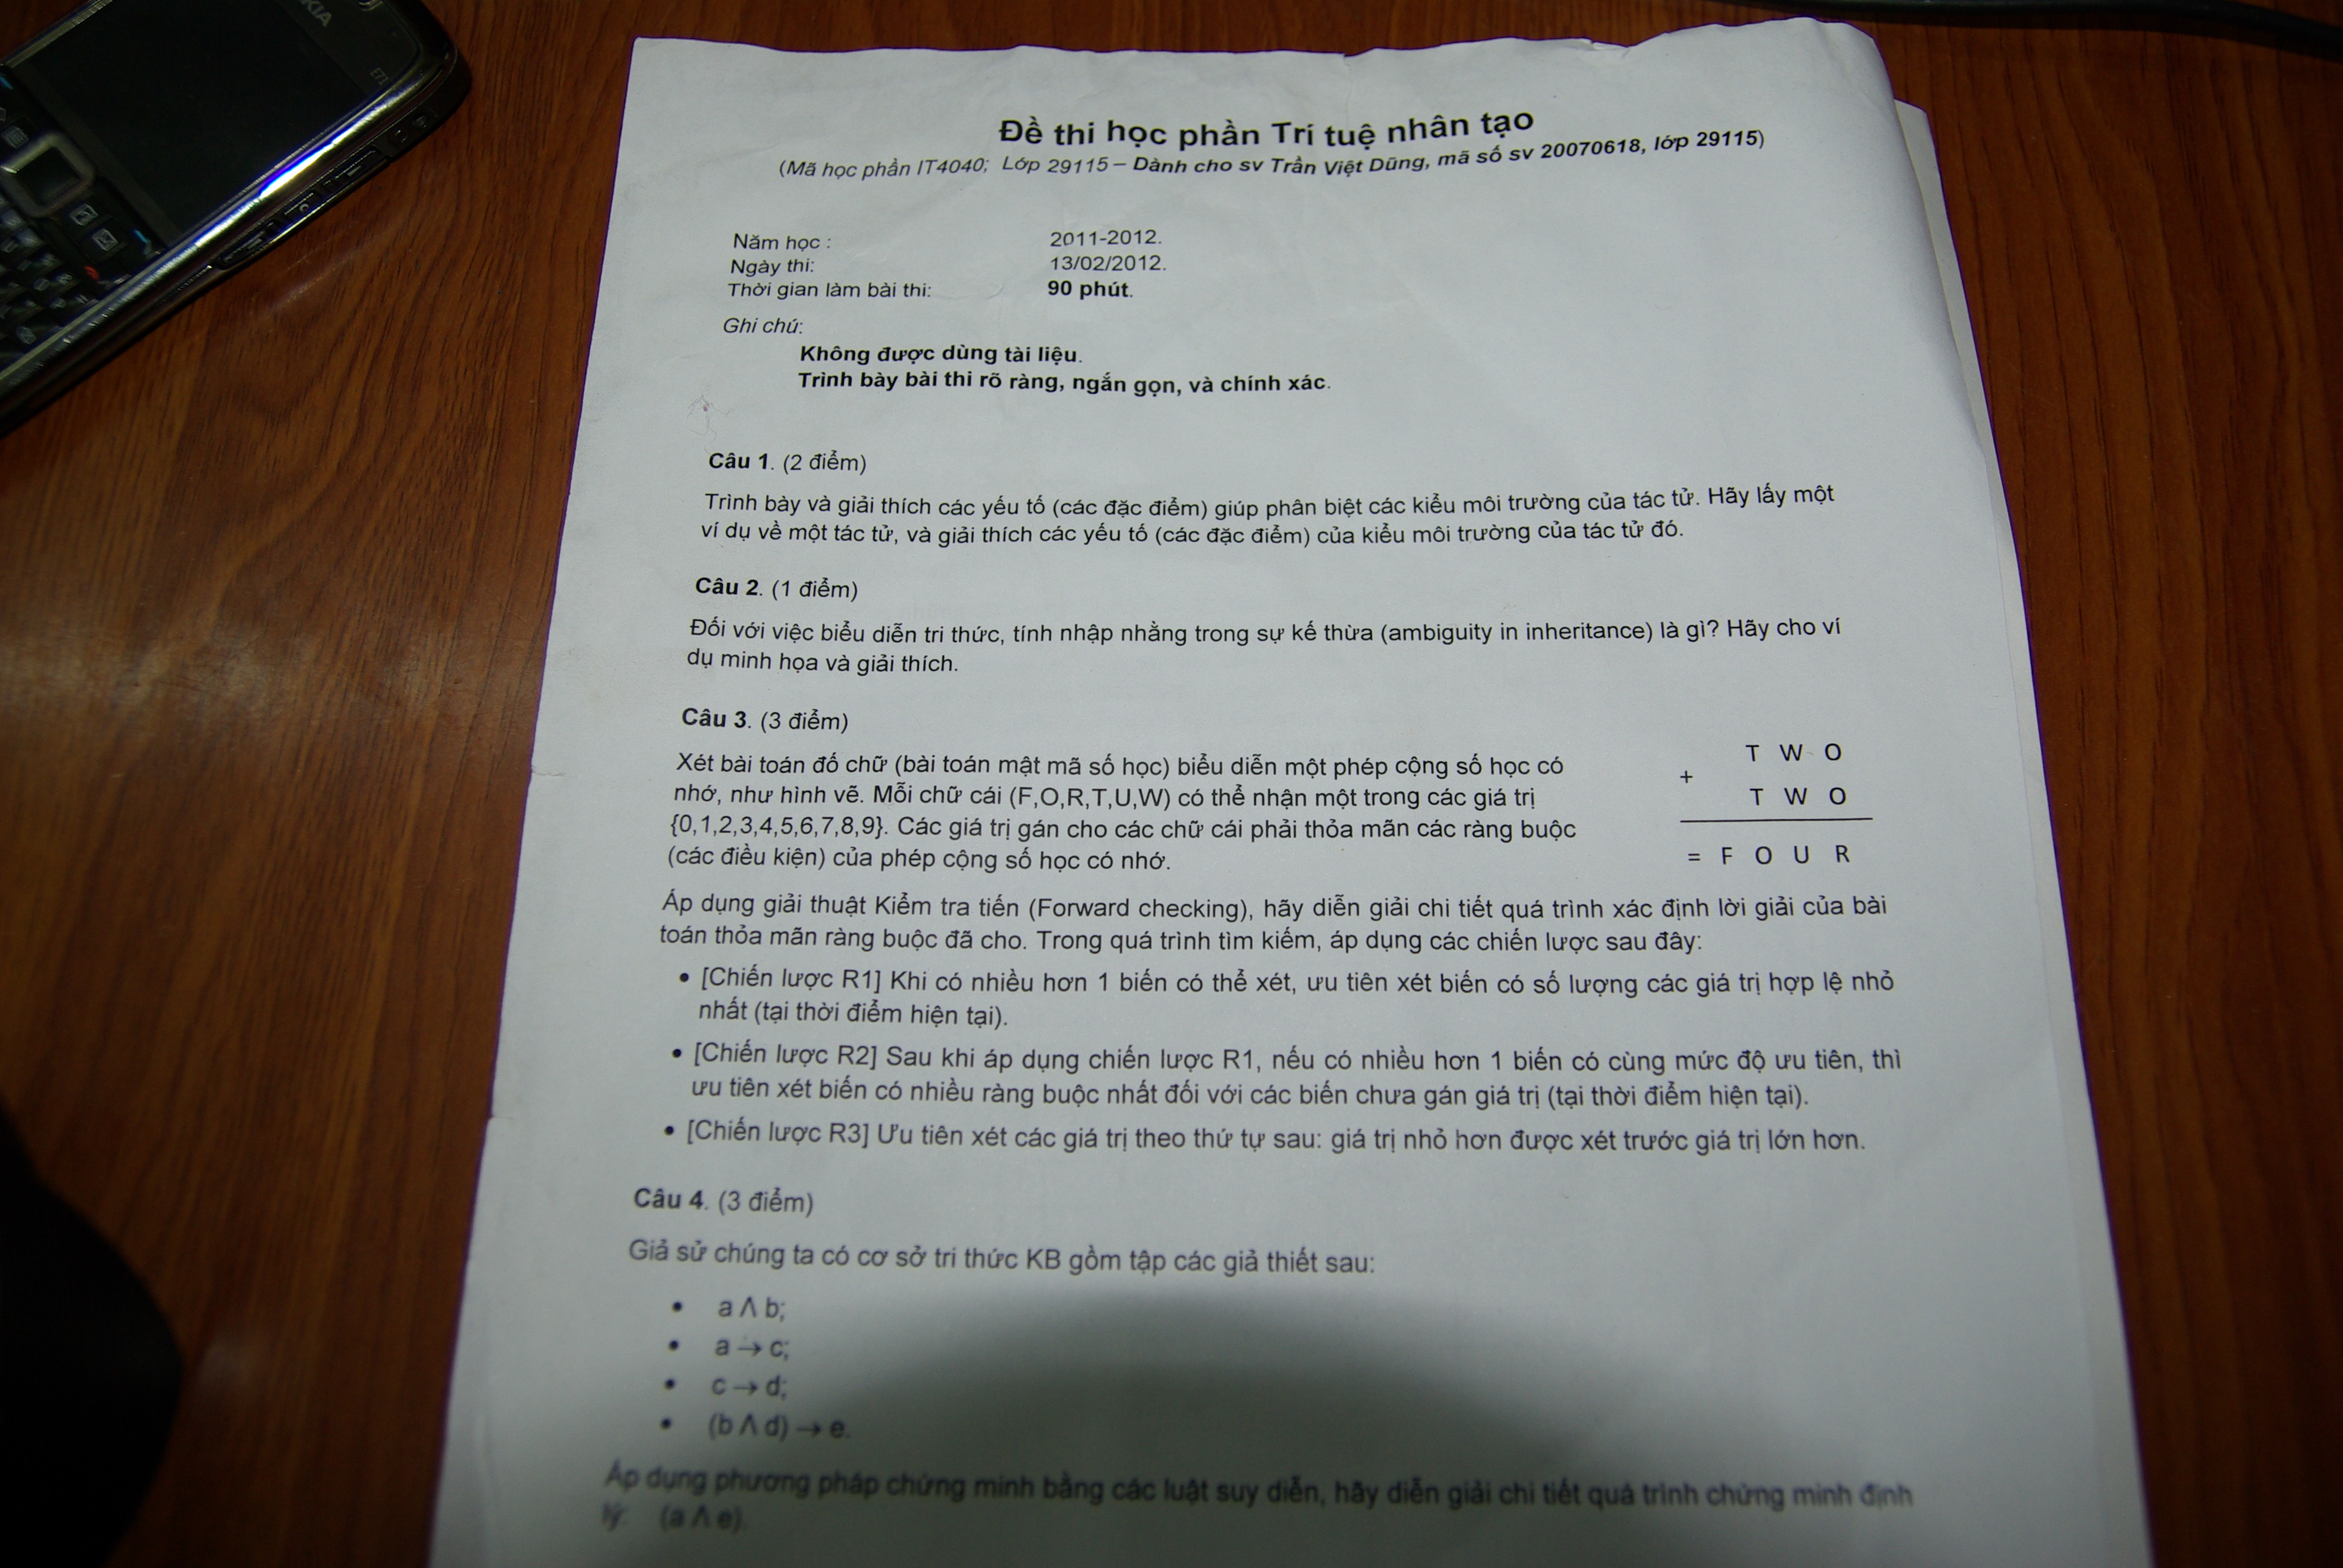 NOKIA
E71
Đề thi học phần Trí tuệ nhân tạo
(Mã học phần IT4040; Lớp 29115 – Dành cho sv Trần Việt Dũng, mã số sv 20070618, lớp 29115)
Năm học : 2011-2012.
Ngày thi: 13/02/2012.
Thời gian làm bài thi: 90 phút.
Ghi chú:
Không được dùng tài liệu.
Trình bày bài thi rõ ràng, ngắn gọn, và chính xác.
Câu 1. (2 điểm)
Trình bày và giải thích các yếu tố (các đặc điểm) giúp phân biệt các kiểu môi trường của tác tử. Hãy lấy một
ví dụ về một tác tử, và giải thích các yếu tố (các đặc điểm) của kiểu môi trường của tác tử đó.
Câu 2. (1 điểm)
Đối với việc biểu diễn tri thức, tính nhập nhằng trong sự kế thừa (ambiguity in inheritance) là gì? Hãy cho ví
dụ minh họa và giải thích.
Câu 3. (3 điểm)
Xét bài toán đố chữ (bài toán mật mã số học) biểu diễn một phép cộng số học có
nhớ, như hình vẽ. Mỗi chữ cái (F,O,R,T,U,W) có thể nhận một trong các giá trị
{0,1,2,3,4,5,6,7,8,9}. Các giá trị gán cho các chữ cái phải thỏa mãn các ràng buộc
(các điều kiện) của phép cộng số học có nhớ.
T W O
+
T W O
= F O U R
Áp dụng giải thuật Kiểm tra tiến (Forward checking), hãy diễn giải chi tiết quá trình xác định lời giải của bài
toán thỏa mãn ràng buộc đã cho. Trong quá trình tìm kiếm, áp dụng các chiến lược sau đây:
• [Chiến lược R1] Khi có nhiều hơn 1 biến có thể xét, ưu tiên xét biến có số lượng các giá trị hợp lệ nhỏ
nhất (tại thời điểm hiện tại).
• [Chiến lược R2] Sau khi áp dụng chiến lược R1, nếu có nhiều hơn 1 biến có cùng mức độ ưu tiên, thì
ưu tiên xét biến có nhiều ràng buộc nhất đối với các biến chưa gán giá trị (tại thời điểm hiện tại).
• [Chiến lược R3] Ưu tiên xét các giá trị theo thứ tự sau: giá trị nhỏ hơn được xét trước giá trị lớn hơn.
Câu 4. (3 điểm)
Giả sử chúng ta có cơ sở tri thức KB gồm tập các giả thiết sau:
• a ∧ b;
• a → c;
• c → d;
• (b ∧ d) → e.
Áp dụng phương pháp chứng minh bằng các luật suy diễn, hãy diễn giải chi tiết quá trình chứng minh định
lý: (a ∧ e).